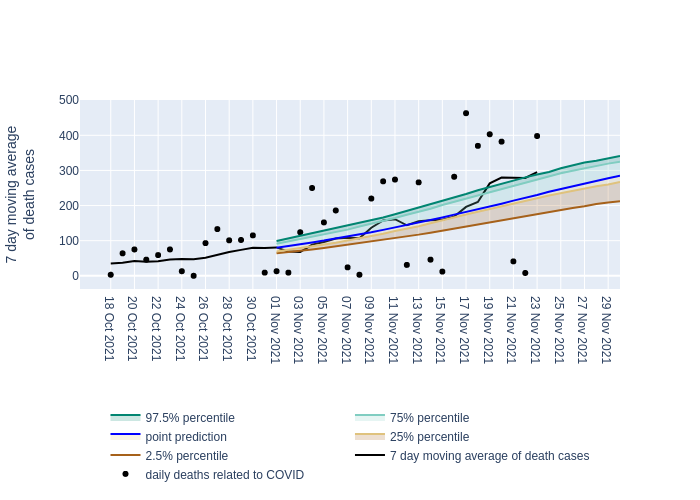 500
400
300
200
100
0
7 day moving average
of death cases
18 Oct 2021
20 Oct 2021
22 Oct 2021
24 Oct 2021
26 Oct 2021
28 Oct 2021
30 Oct 2021
01 Nov 2021
03 Nov 2021
05 Nov 2021
07 Nov 2021
09 Nov 2021
11 Nov 2021
13 Nov 2021
15 Nov 2021
17 Nov 2021
19 Nov 2021
21 Nov 2021
23 Nov 2021
25 Nov 2021
27 Nov 2021
29 Nov 2021
97.5% percentile
75% percentile
point prediction
25% percentile
2.5% percentile
7 day moving average of death cases
daily deaths related to COVID